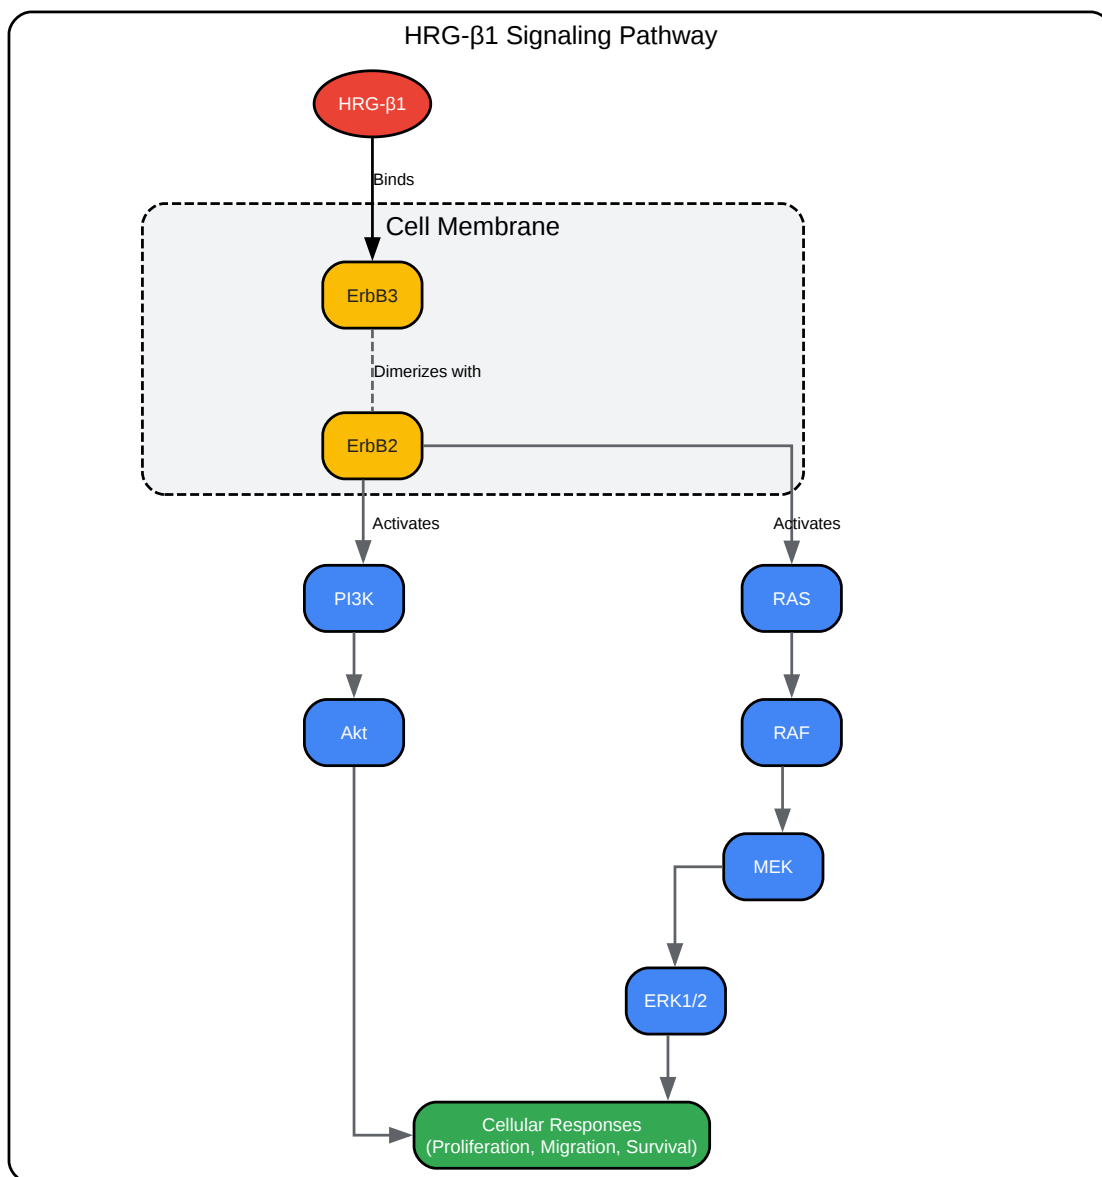 HRG-β1 Signaling Pathway
HRG-β1
Binds
Cell Membrane
ErbB3
Dimerizes with
ErbB2
Activates
Activates
PI3K
RAS
Akt
RAF
MEK
ERK1/2
Cellular Responses
(Proliferation, Migration, Survival)